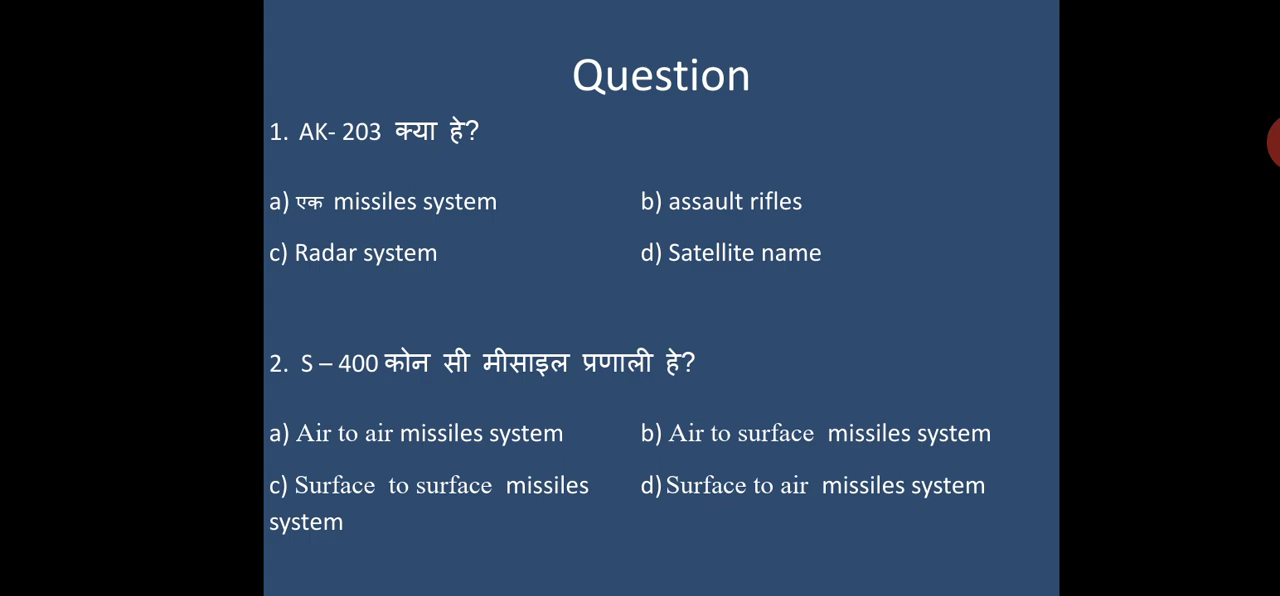 Question
1. AK- 203 क्या हे?
a) एक missiles system b) assault rifles
c) Radar system d) Satellite name
2. S – 400 कोन सी मीसाइल प्रणाली हे?
a) Air to air missiles system b) Air to surface missiles system
c) Surface to surface missiles d) Surface to air missiles system
system